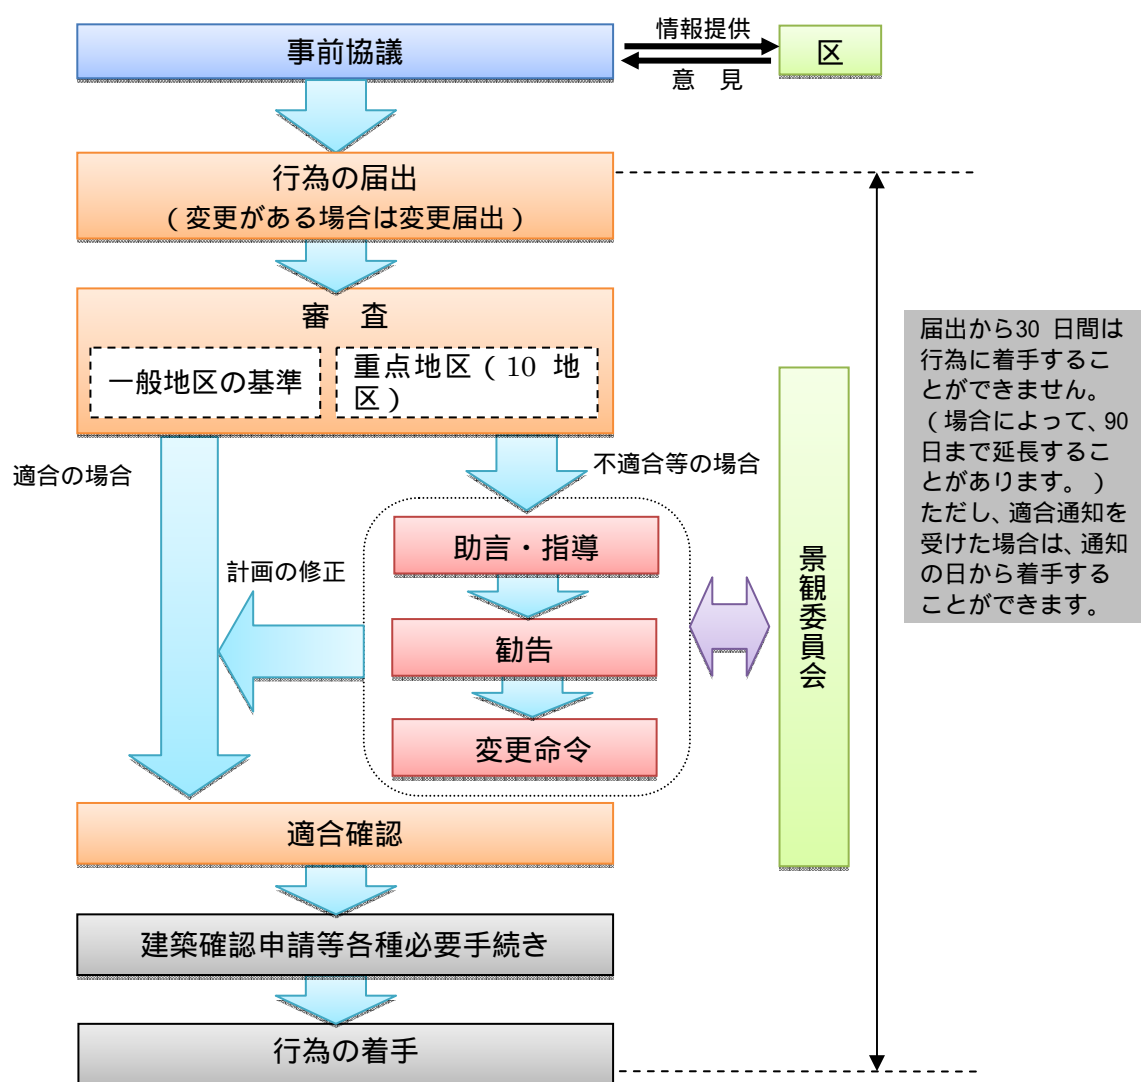 事前協議
情報提供
意　見
区
行為の届出
（変更がある場合は変更届出）
審　査
一般地区の基準
重点地区（10 地
区）
適合の場合
不適合等の場合
助言・指導
計画の修正
勧告
変更命令
景観委員会
届出から30 日間は
行為に着手するこ
とができません。
（場合によって、90
日まで延長するこ
とがあります。）
ただし、適合通知を
受けた場合は、通知
の日から着手する
ことができます。
適合確認
建築確認申請等各種必要手続き
行為の着手